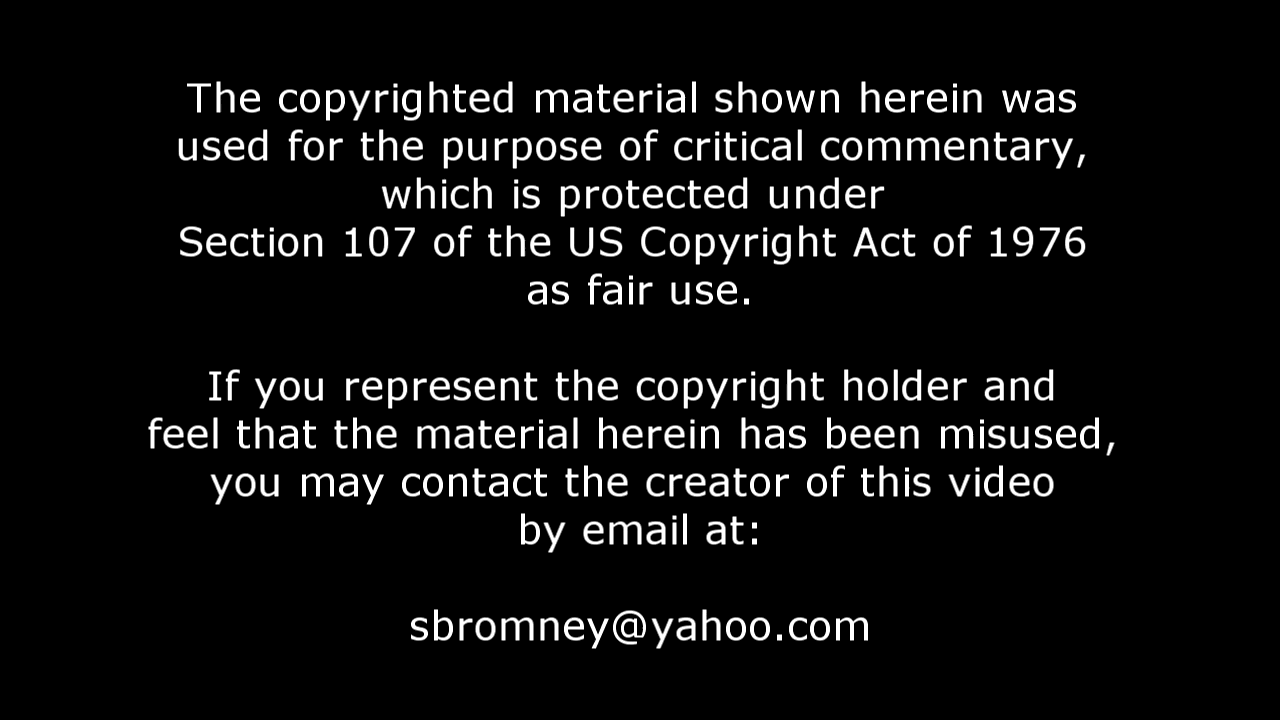 The copyrighted material shown herein was
used for the purpose of critical commentary,
which is protected under
Section 107 of the US Copyright Act of 1976
as fair use.
If you represent the copyright holder and
feel that the material herein has been misused,
you may contact the creator of this video
by email at:
sbromney@yahoo.com